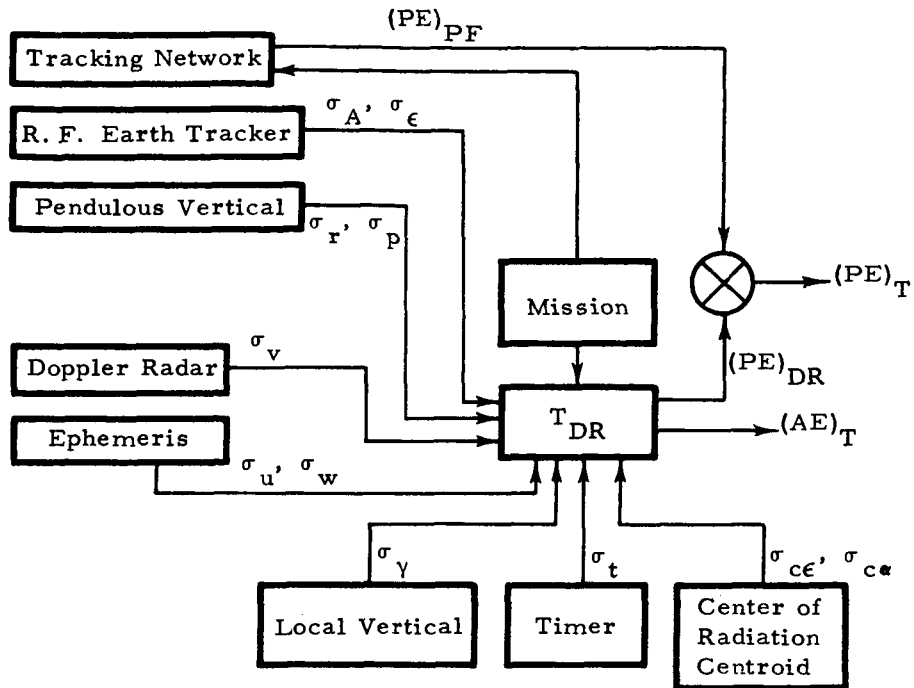 (PE)PF
Tracking Network
σA, σϵ
R. F. Earth Tracker
Pendulous Vertical
σr, σp
Mission
(PE)T
σv
Doppler Radar
(PE)DR
TDR
(AE)T
Ephemeris
σu, σw
σγ
σt
σcϵ, σcα
Local Vertical
Timer
Center of
Radiation
Centroid